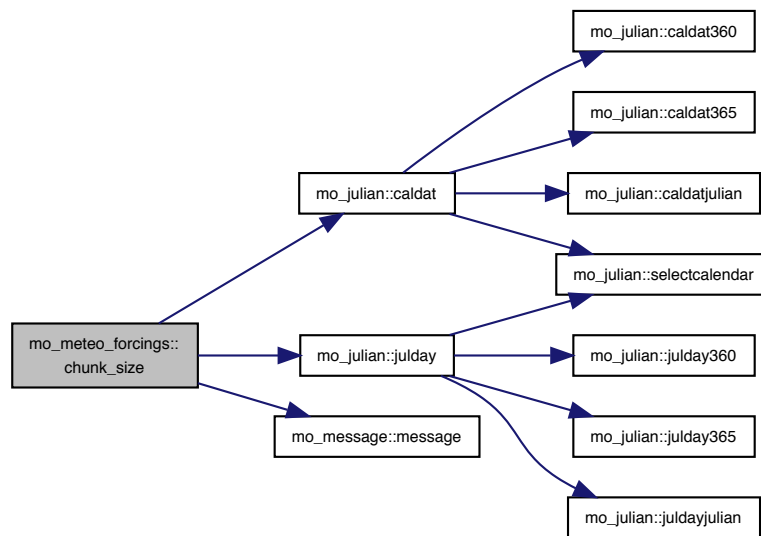 mo_julian::caldat360
mo_julian::caldat365
mo_julian::caldat
mo_julian::caldatjulian
mo_julian::selectcalendar
mo_meteo_forcings::
chunk_size
mo_julian::julday
mo_julian::julday360
mo_message::message
mo_julian::julday365
mo_julian::juldayjulian